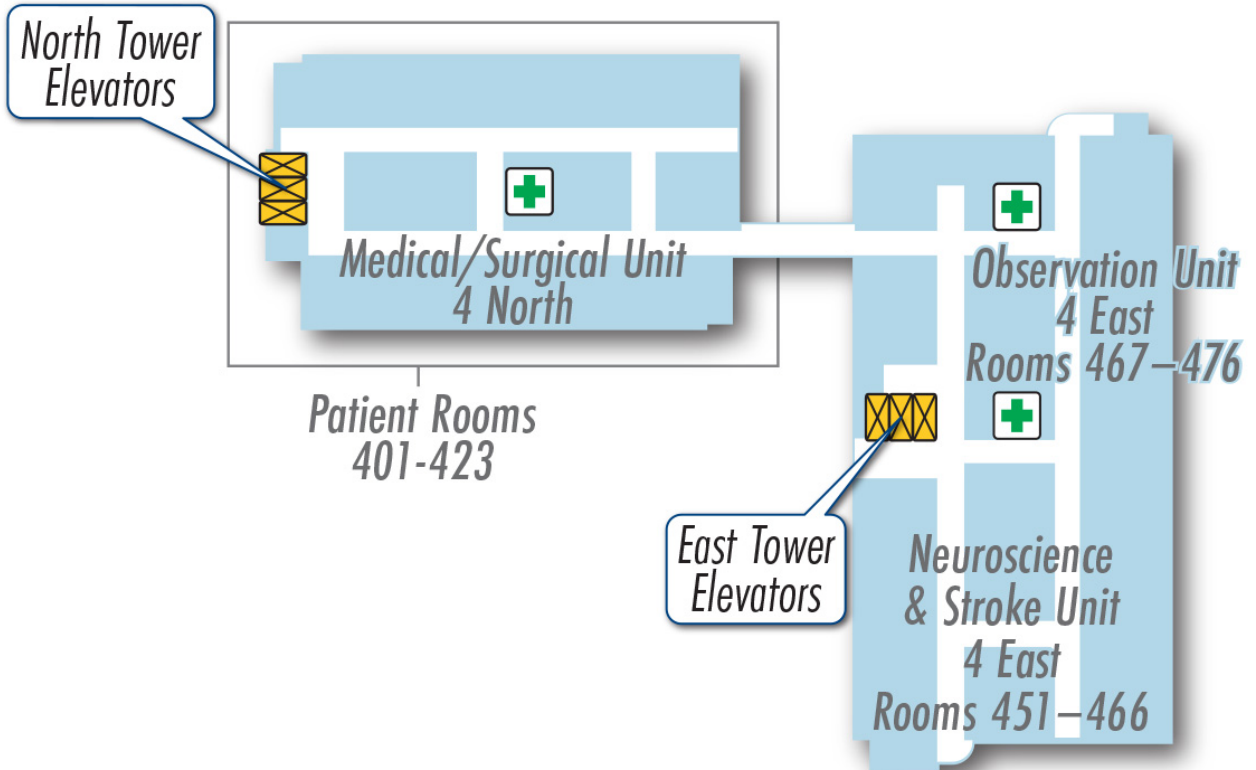 North Tower
Elevators
Medical/Surgical Unit
4 North
Patient Rooms
401-423
Observation Unit
4 East
Rooms 467–476
East Tower
Elevators
Neuroscience
& Stroke Unit
4 East
Rooms 451–466